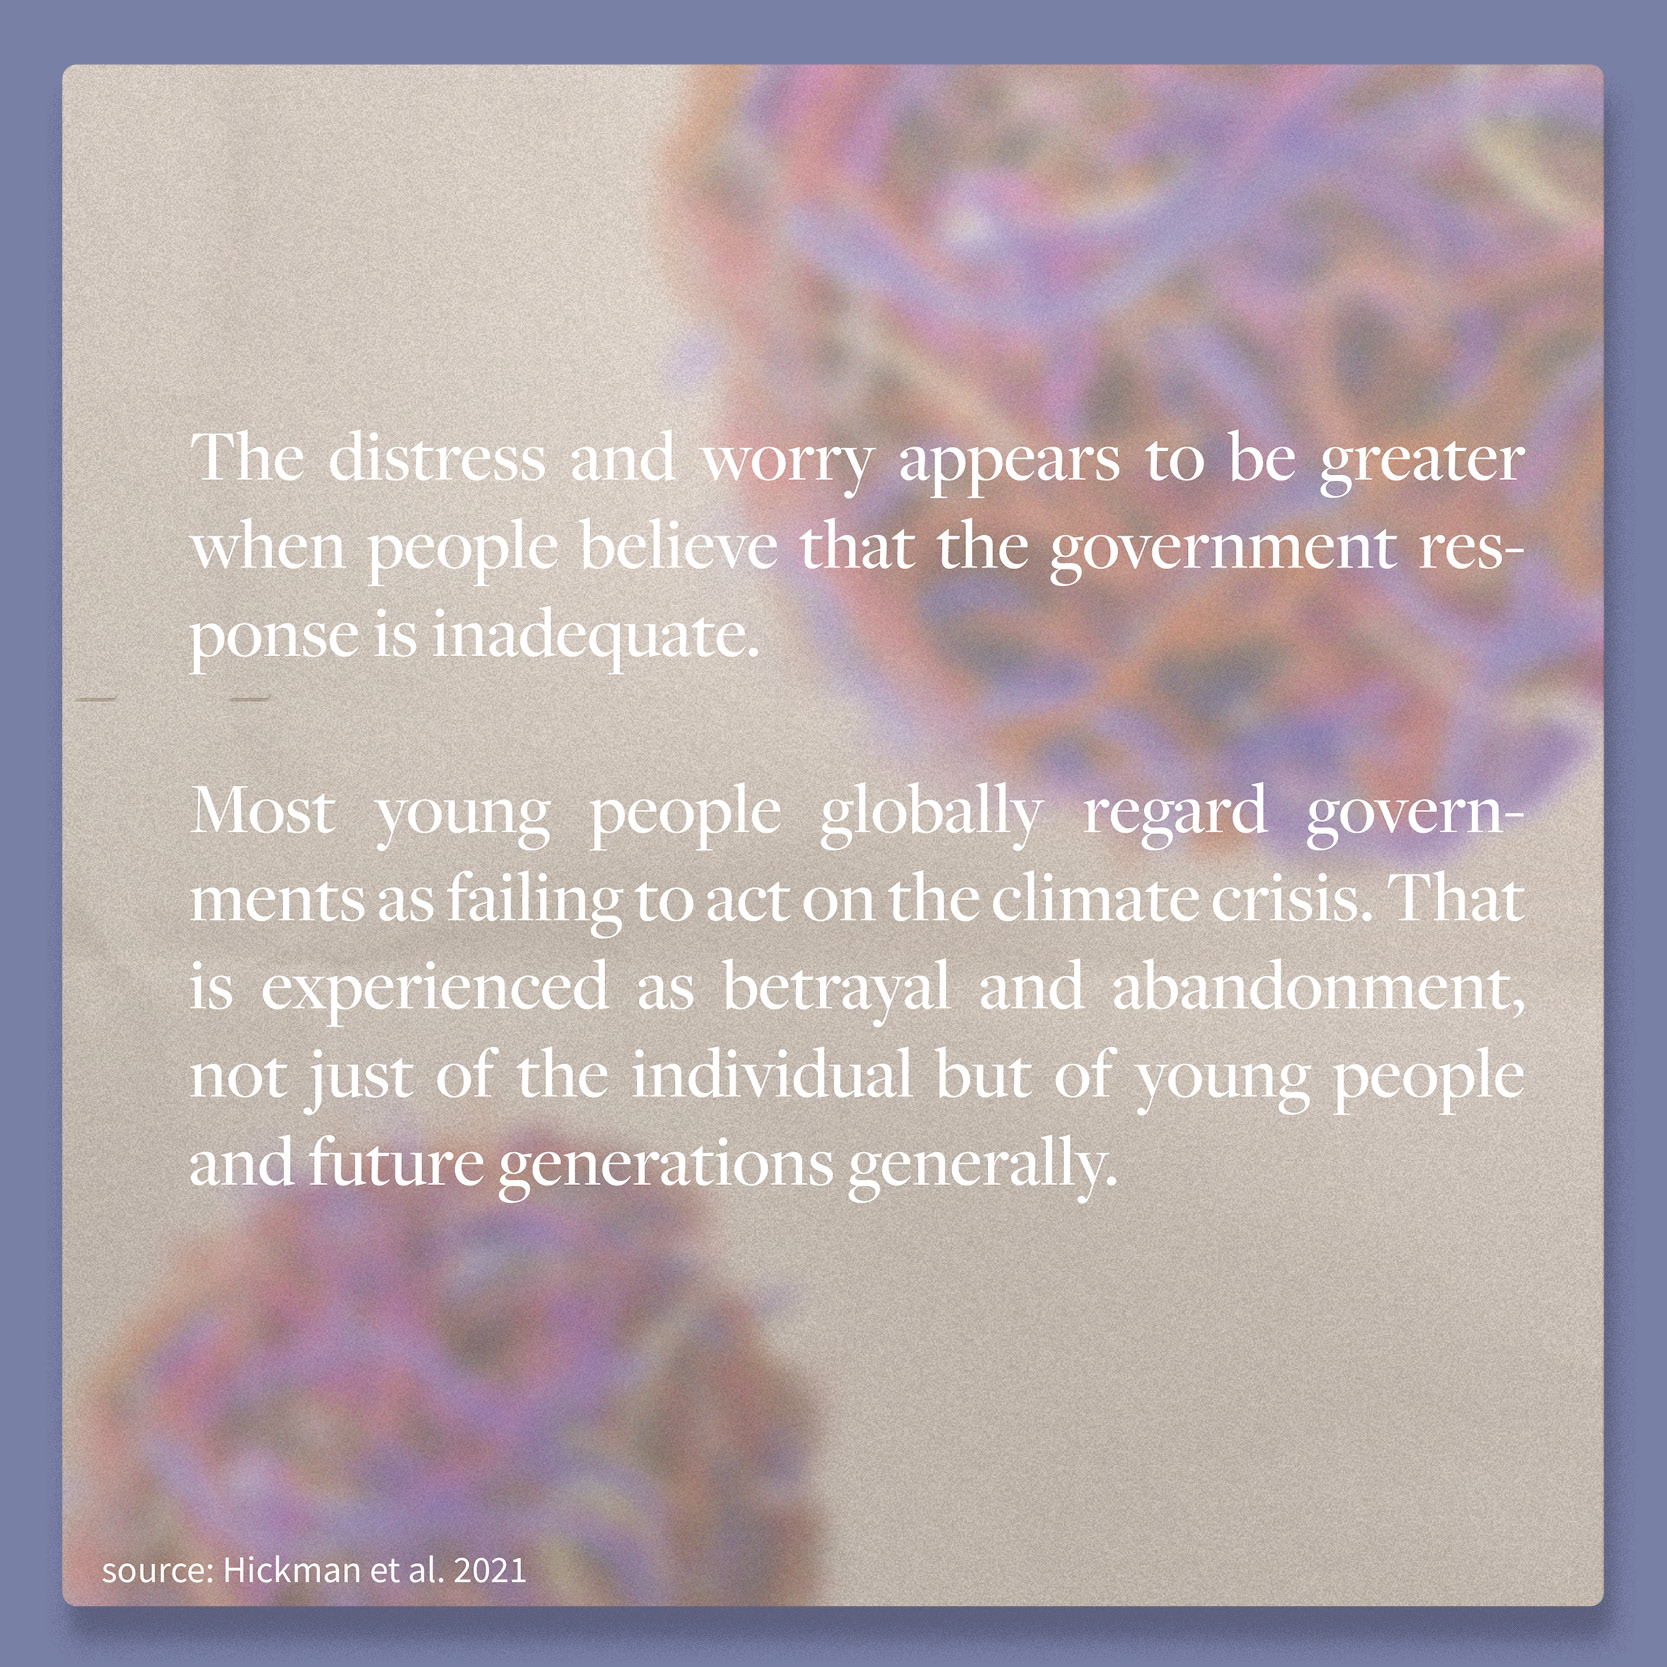 The distress and worry appears to be greater
when people believe that the government res-
ponse is inadequate.
Most young people globally regard govern-
ments as failing to act on the climate crisis. That
is experienced as betrayal and abandonment,
not just of the individual but of young people
and future generations generally.
source: Hickman et al. 2021